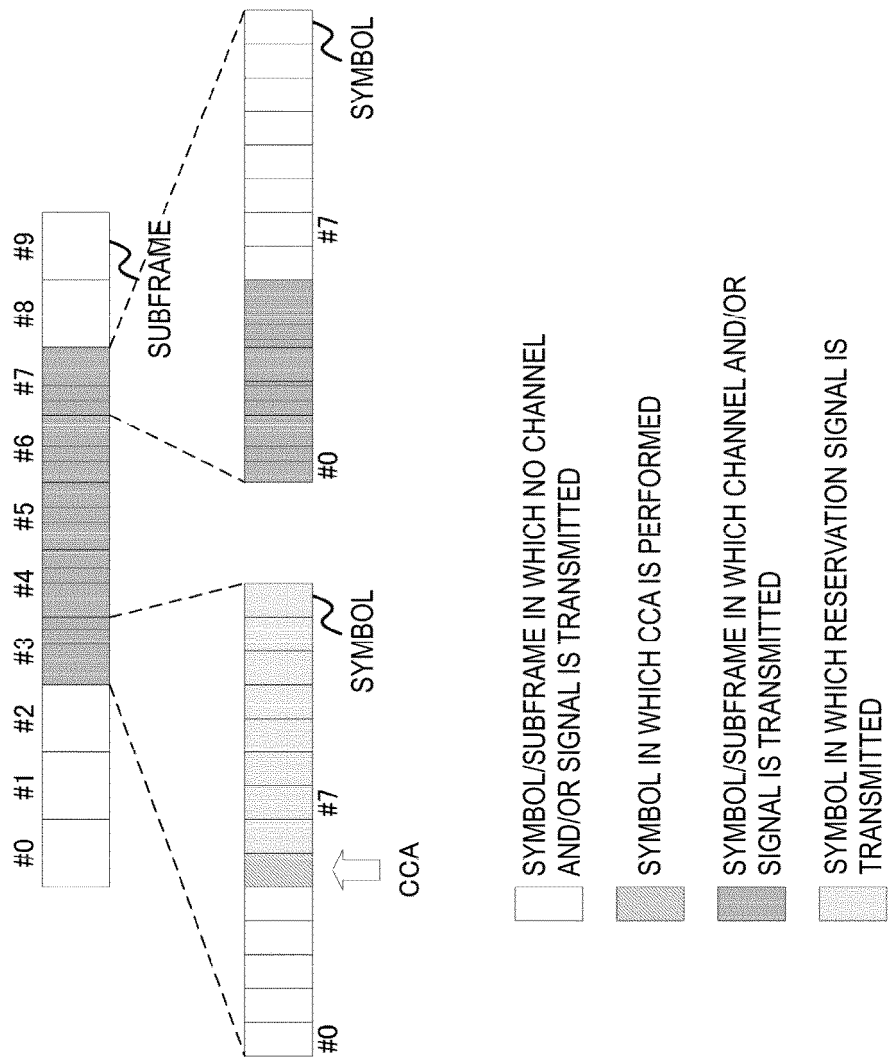 #0 #1 #2 #3 #4 #5 #6 #7 #8 #9
SUBFRAME
#0 #7
SYMBOL
CCA
#0 #7
SYMBOL
SYMBOL/SUBFRAME IN WHICH NO CHANNEL
AND/OR SIGNAL IS TRANSMITTED
SYMBOL IN WHICH CCA IS PERFORMED
SYMBOL/SUBFRAME IN WHICH CHANNEL AND/OR
SIGNAL IS TRANSMITTED
SYMBOL IN WHICH RESERVATION SIGNAL IS
TRANSMITTED